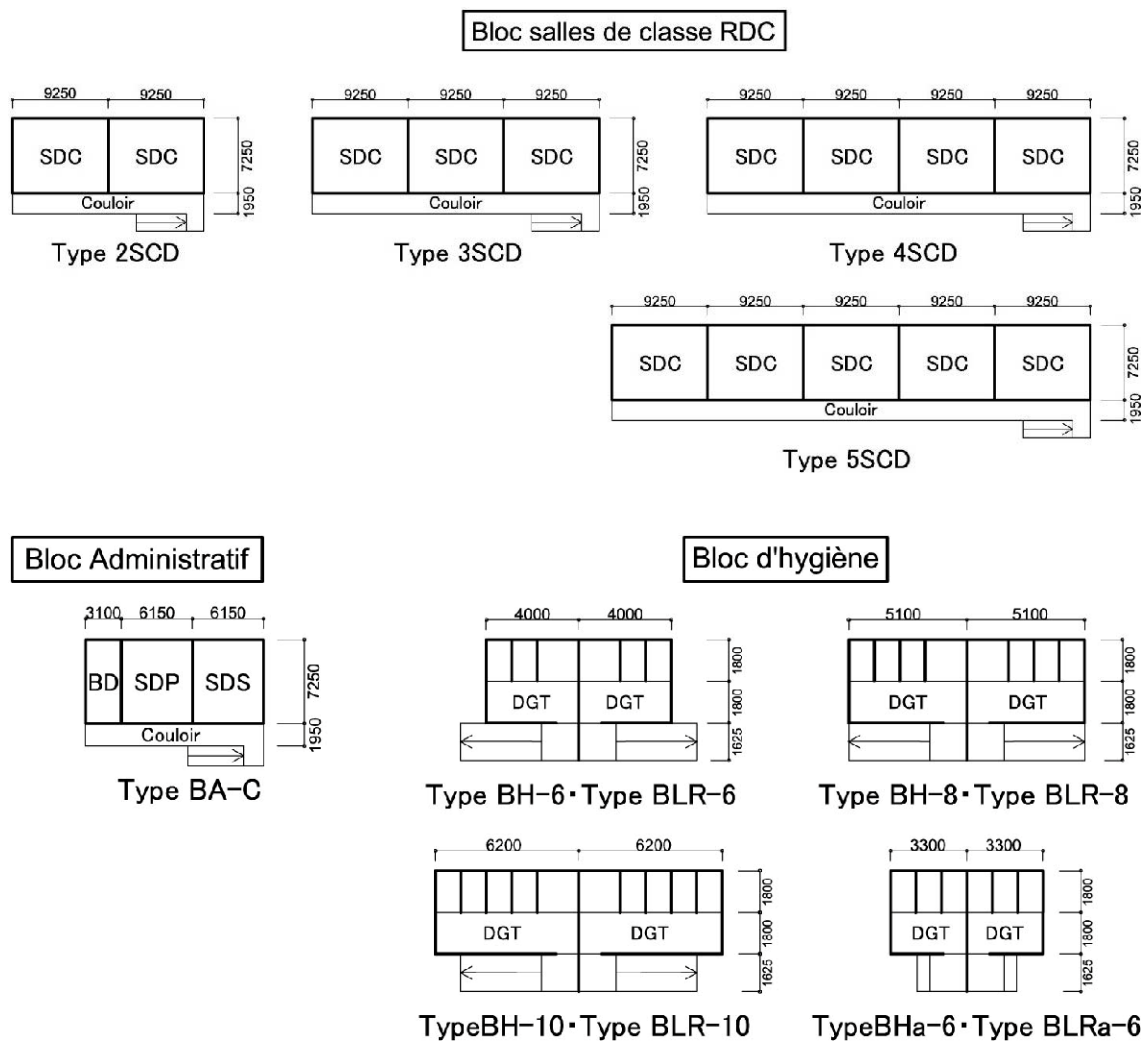 Bloc salles de classe RDC
9250 9250
SDC SDC
Couloir
7250
1950
Type 2SCD
9250 9250 9250
SDC SDC SDC
Couloir
7250
1950
Type 3SCD
9250 9250 9250 9250
SDC SDC SDC SDC
Couloir
7250
1950
Type 4SCD
9250 9250 9250 9250 9250
SDC SDC SDC SDC SDC
Couloir
7250
1950
Type 5SCD
Bloc Administratif
3100 6150 6150
BD SDP SDS
Couloir
7250
1950
Type BA-C
Bloc d'hygiène
4000 4000
DGT DGT
1800
1800
1625
Type BH-6・Type BLR-6
5100 5100
DGT DGT
1800
1800
1625
Type BH-8・Type BLR-8
6200 6200
DGT DGT
1800
1800
1625
TypeBH-10・Type BLR-10
3300 3300
DGT DGT
1800
1800
1625
TypeBHa-6・Type BLRa-6